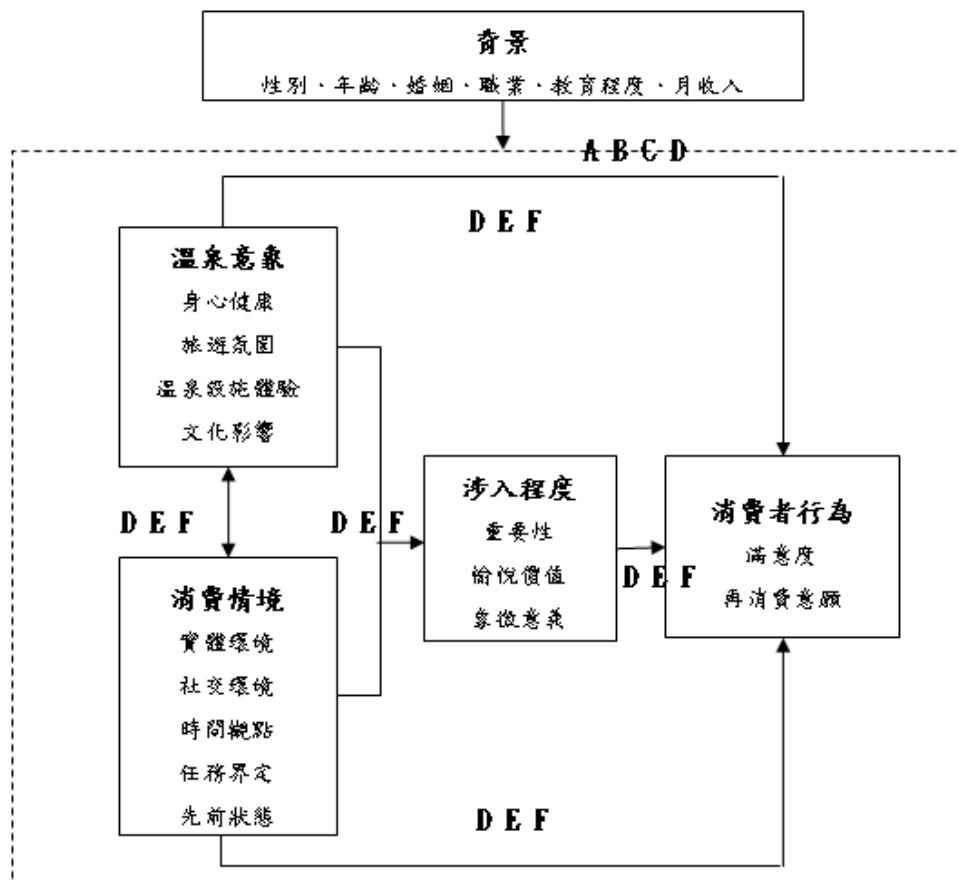 背景
性別、年齡、婚姻、職業、教育程度、月收入
A B C D
D E F
溫泉意象
身心健康
旅遊氛圍
溫泉設施體驗
文化影響
D E F
D E F
涉入程度
重要性
愉悅價值
象徵意義
D E F
消費者行為
滿意度
再消費意願
消費情境
實體環境
社交環境
時間觀點
任務界定
先前狀態
D E F